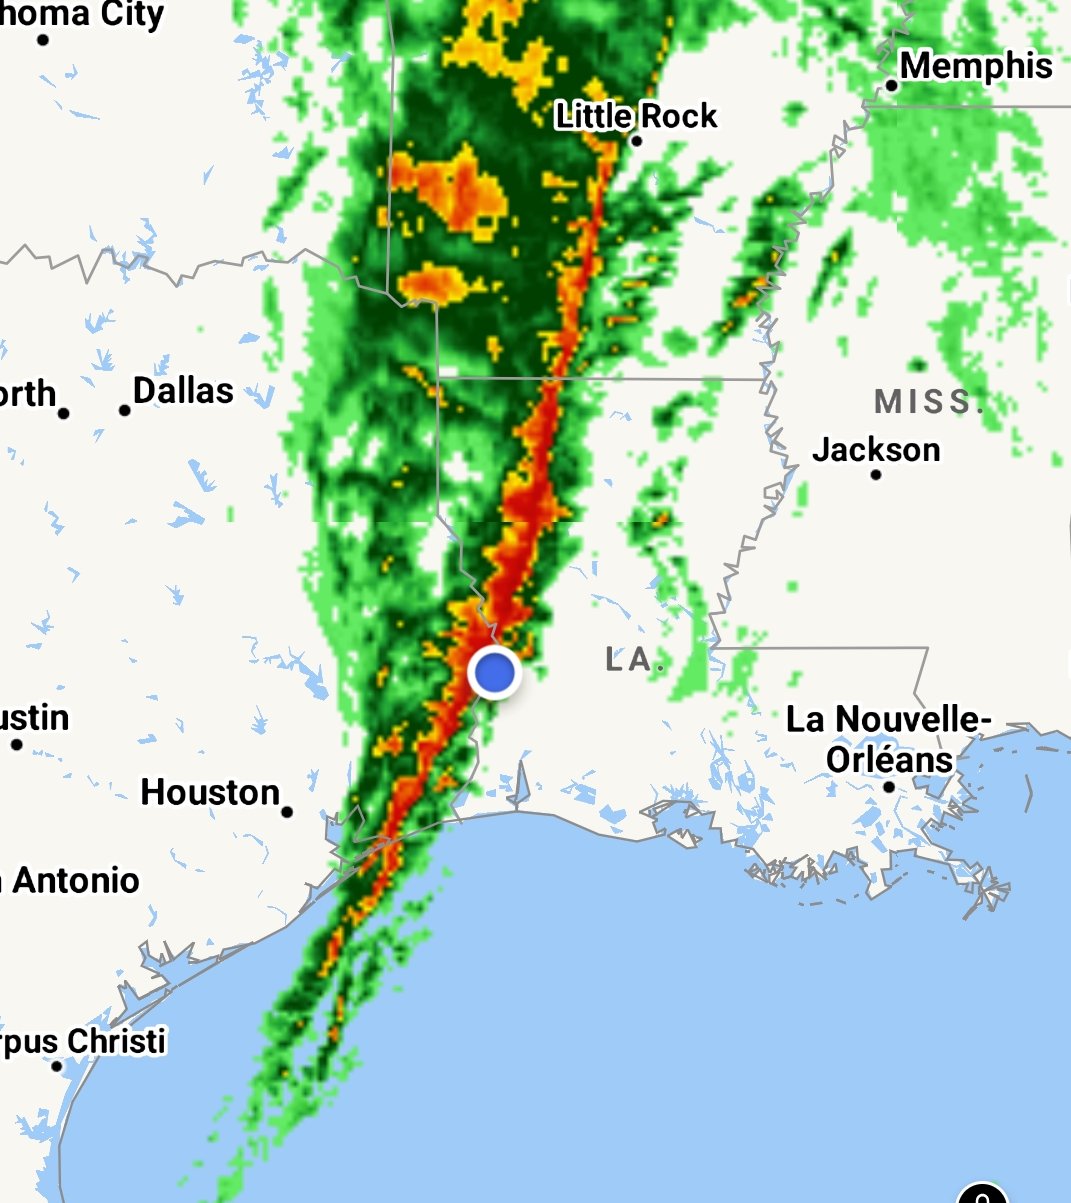 homa City
Memphis
Little Rock
orth
Dallas
MISS.
Jackson
LA.
ustin
La Nouvelle-
Orléans
Houston
Antonio
rpus Christi